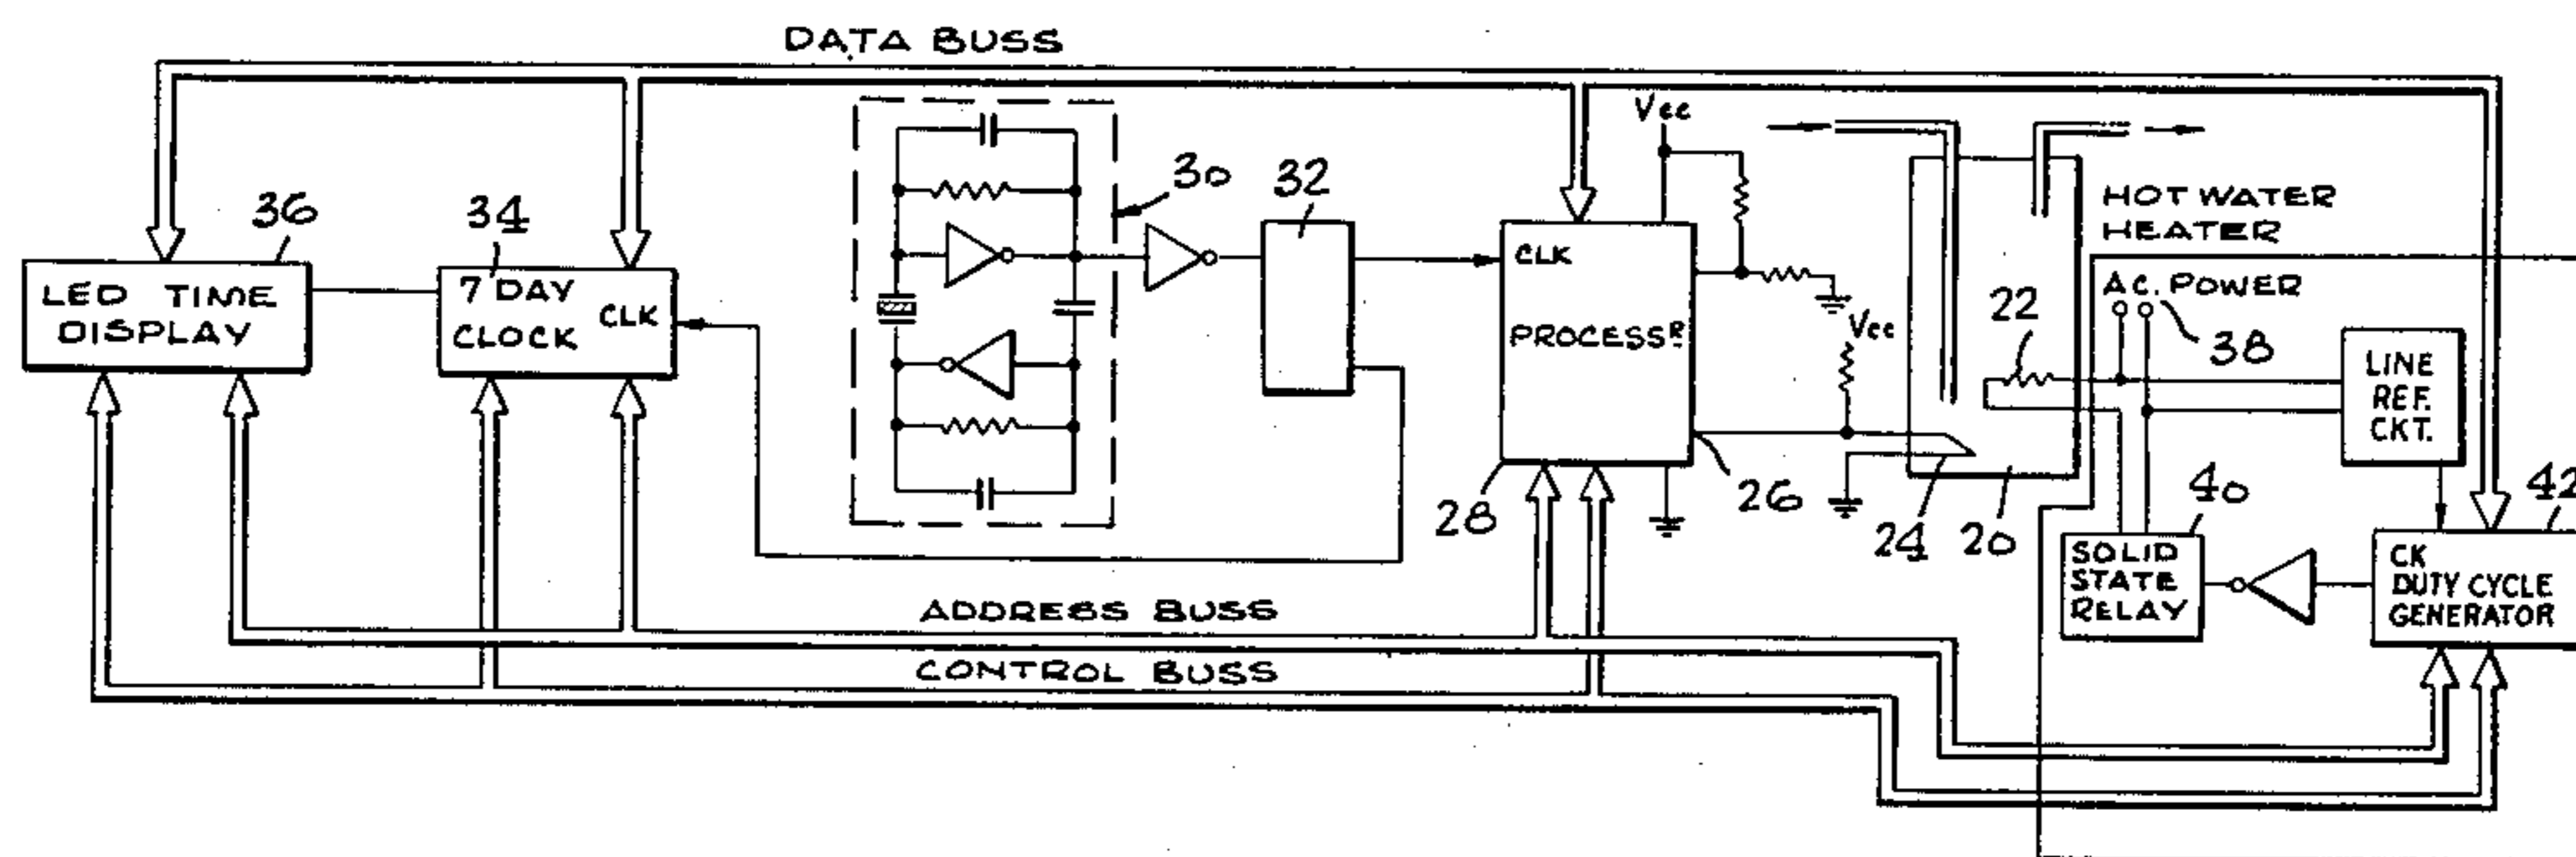 DATA BUSS
Vcc
30
32
36
34
HOT WATER
HEATER
LED TIME
DISPLAY
7 DAY
CLOCK
CLK
CLK
PROCESSR
Vcc
22
A.C. POWER
38
LINE
REF.
CKT.
28
26
24
20
40
42
SOLID
STATE
RELAY
CK
DUTY CYCLE
GENERATOR
ADDRESS BUSS
CONTROL BUSS